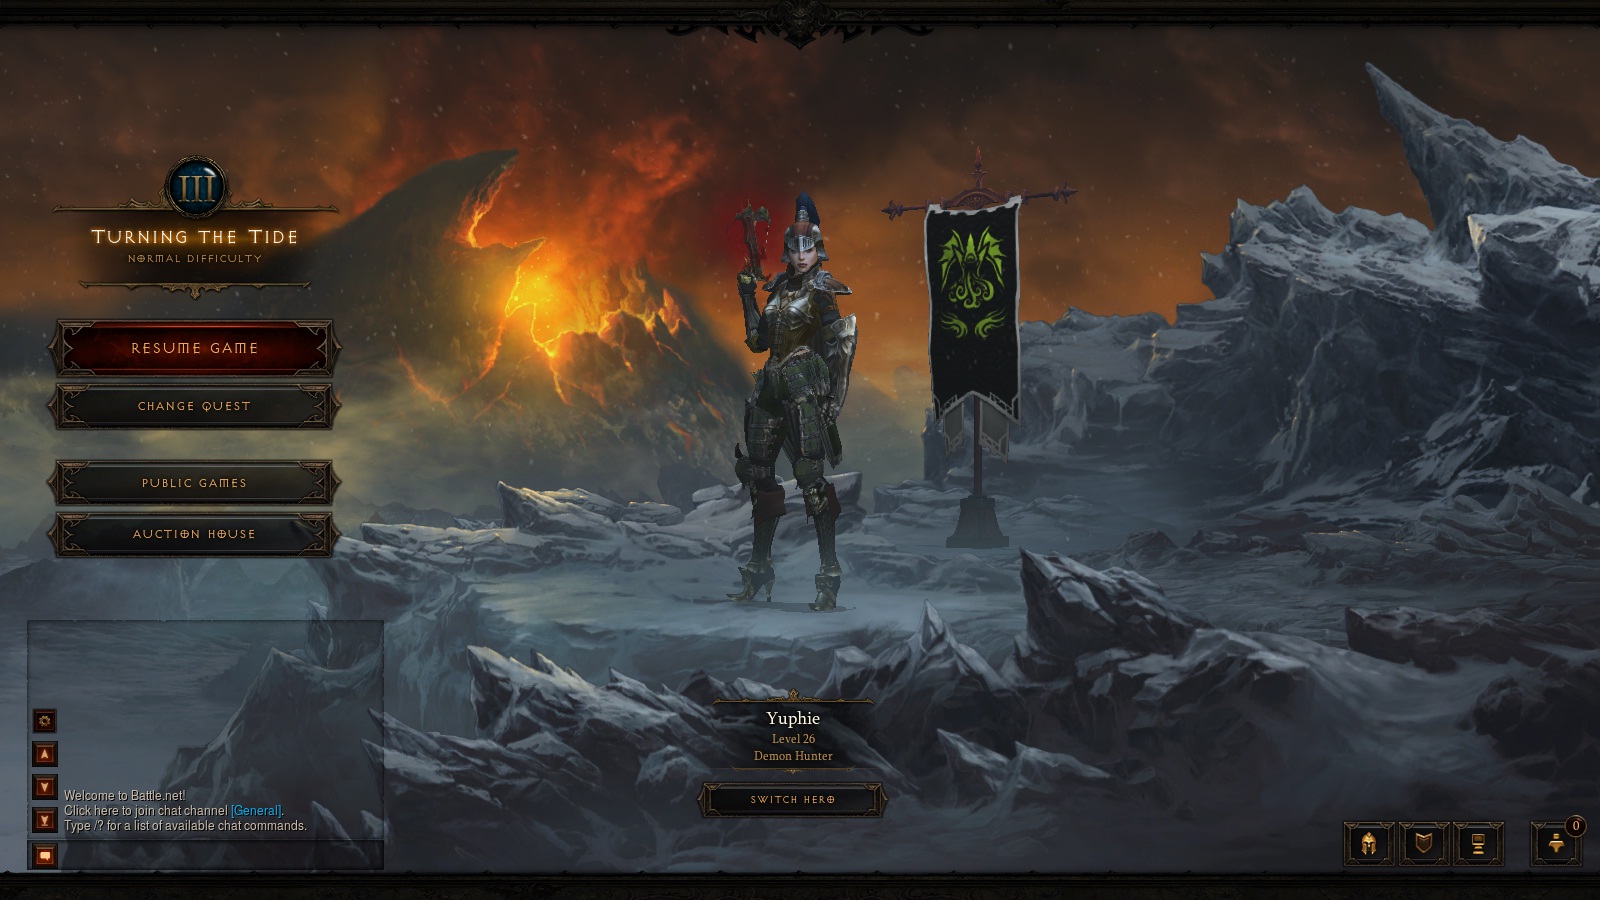 III
TURNING THE TIDE
NORMAL DIFFICULTY
RESUME GAME
CHANGE QUEST
PUBLIC GAMES
AUCTION HOUSE
Welcome to Battle.net!
Click here to join chat channel [General].
Type /? for a list of available chat commands.
Yuphie
Level 26
Demon Hunter
SWITCH HERO
0